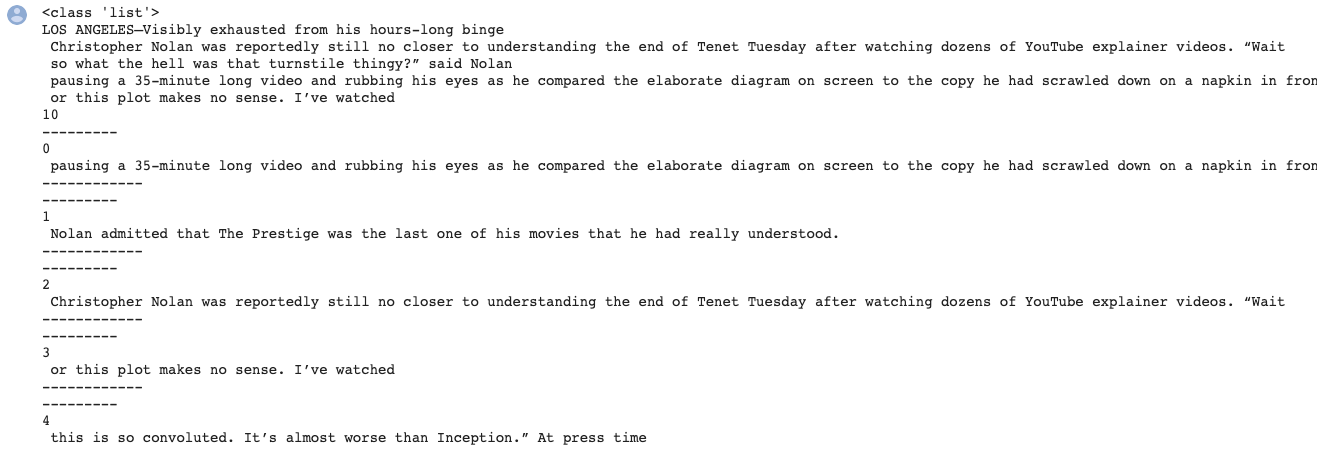 <class 'list'>
LOS ANGELES—Visibly exhausted from his hours-long binge
Christopher Nolan was reportedly still no closer to understanding the end of Tenet Tuesday after watching dozens of YouTube explainer videos. “Wait
so what the hell was that turnstile thingy?” said Nolan
pausing a 35-minute long video and rubbing his eyes as he compared the elaborate diagram on screen to the copy he had scrawled down on a napkin in fron
or this plot makes no sense. I’ve watched
10
---------
0
pausing a 35-minute long video and rubbing his eyes as he compared the elaborate diagram on screen to the copy he had scrawled down on a napkin in fron
------------
---------
1
Nolan admitted that The Prestige was the last one of his movies that he had really understood.
------------
---------
2
Christopher Nolan was reportedly still no closer to understanding the end of Tenet Tuesday after watching dozens of YouTube explainer videos. “Wait
------------
---------
3
or this plot makes no sense. I’ve watched
------------
---------
4
this is so convoluted. It’s almost worse than Inception.” At press time